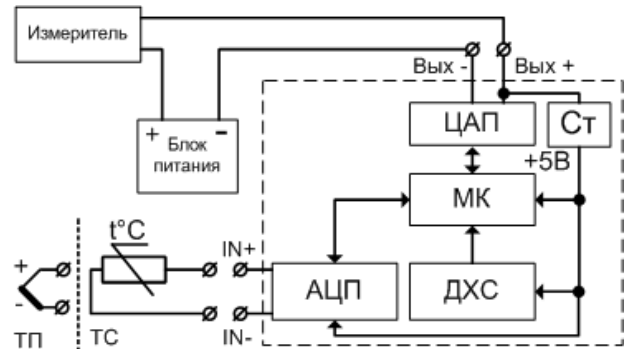 Измеритель
Вых -
Вых +
+
-
Блок
питания
ЦАП
Ст
+5В
МК
t°C
IN+
+
-
АЦП
ДХС
IN-
ТП
ТС